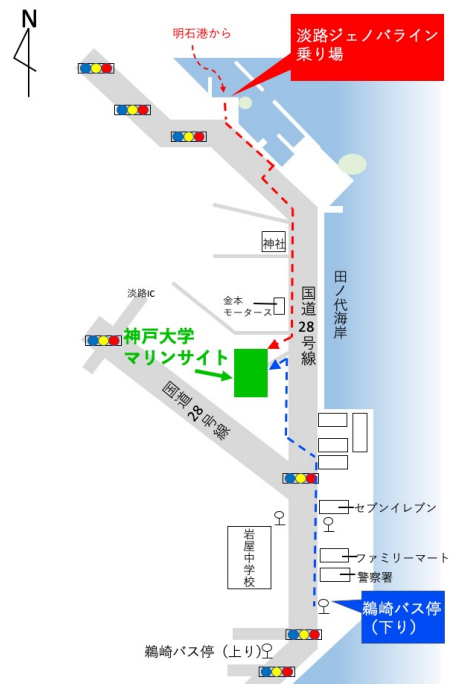 N
明石港から
淡路ジェノバライン
乗り場
神社
田ノ代海岸
国道28号線
淡路IC
金本
モータース
神戸大学
マリンサイト
国道28号線
セブンイレブン
岩屋中学校
ファミリーマート
警察署
鵜崎バス停
（下り）
鵜崎バス停（上り）